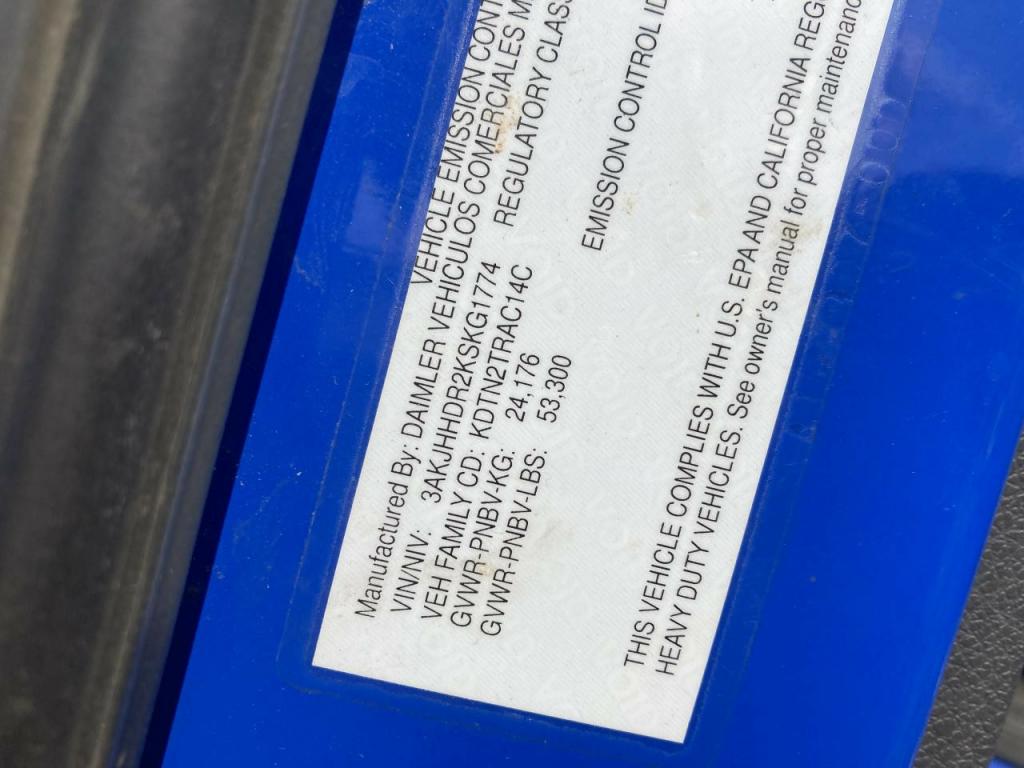 VEHICLE EMISSION CONT
Manufactured By: DAIMLER VEHICULOS COMERCIALES M
VIN/NIV: 3AKJHHDR2KSKG1774 REGULATORY CLASS
VEH FAMILY CD: KDTN2TRAC14C
GVWR-PNBV-KG: 24,176
GVWR-PNBV-LBS: 53,300
EMISSION CONTROL ID
THIS VEHICLE COMPLIES WITH U.S. EPA AND CALIFORNIA REG
HEAVY DUTY VEHICLES. See owner's manual for proper maintenanc